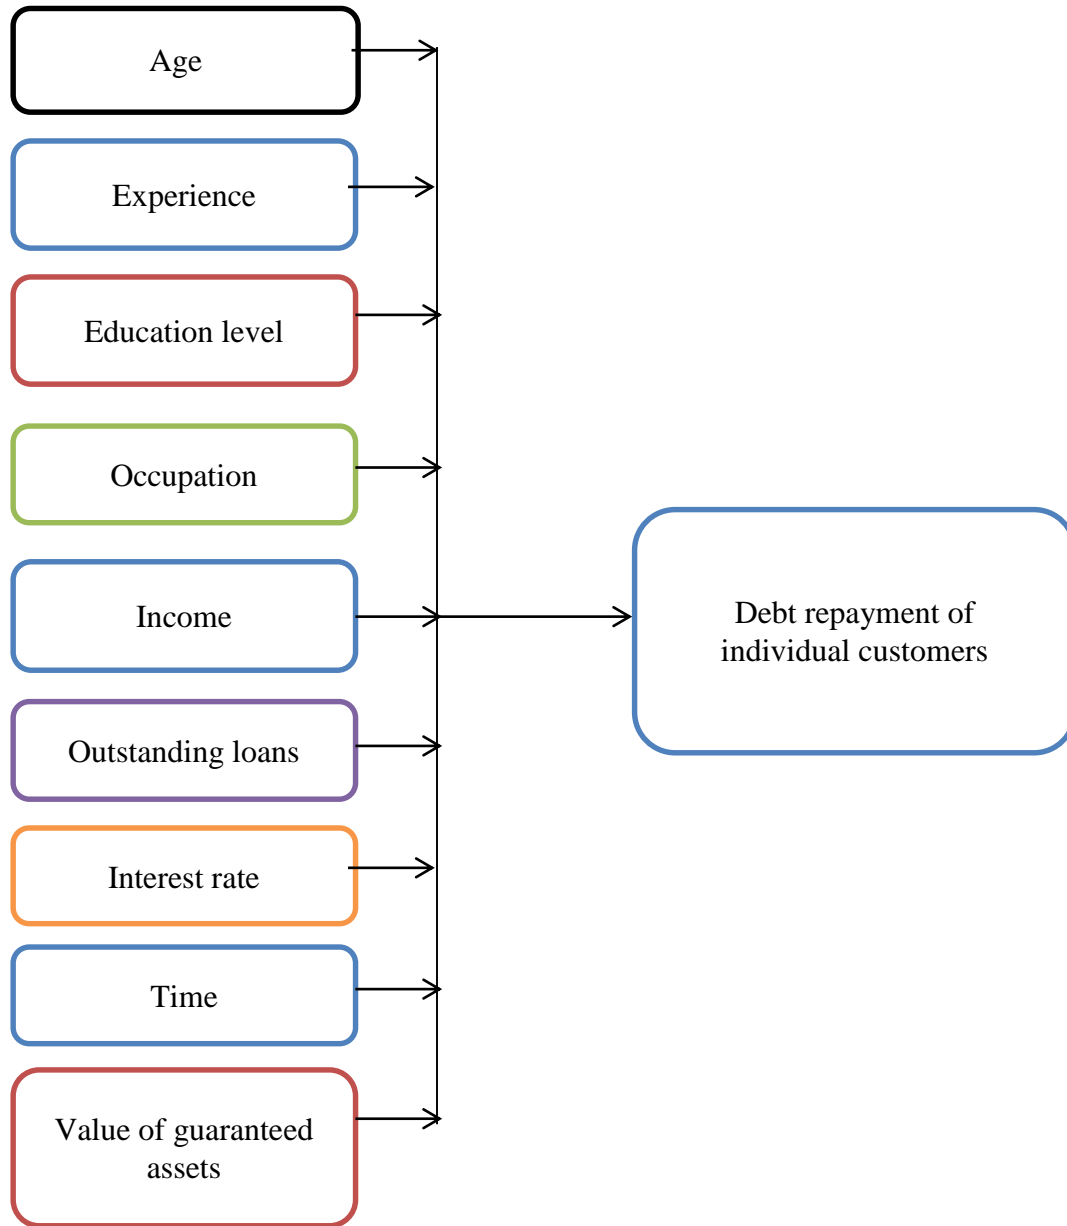 Age
Experience
Education level
Occupation
Income
Debt repayment of
individual customers
Outstanding loans
Interest rate
Time
Value of guaranteed
assets